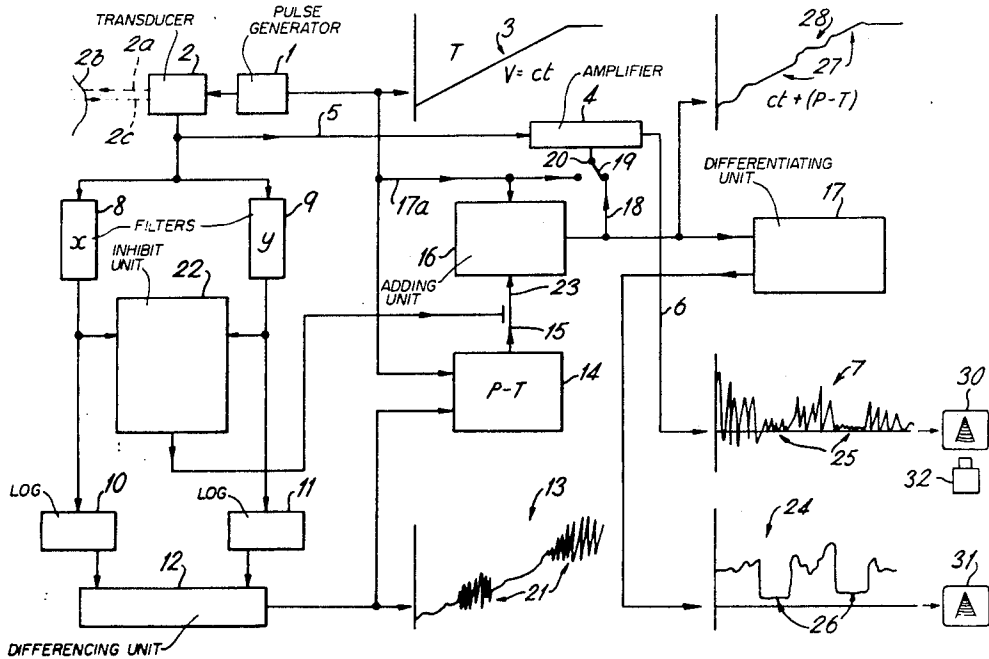 TRANSDUCER
PULSE
GENERATOR
2b
2a
2
1
2c
T
3
V = ct
28
27
ct + (P-T)
AMPLIFIER
4
5
20
19
DIFFERENTIATING
UNIT
17
8
FILTERS
9
x
y
INHIBIT
UNIT
22
17a
18
16
ADDING
UNIT
23
15
6
P-T
14
7
25
30
32
LOG
10
LOG
11
13
21
24
26
31
12
DIFFERENCING UNIT